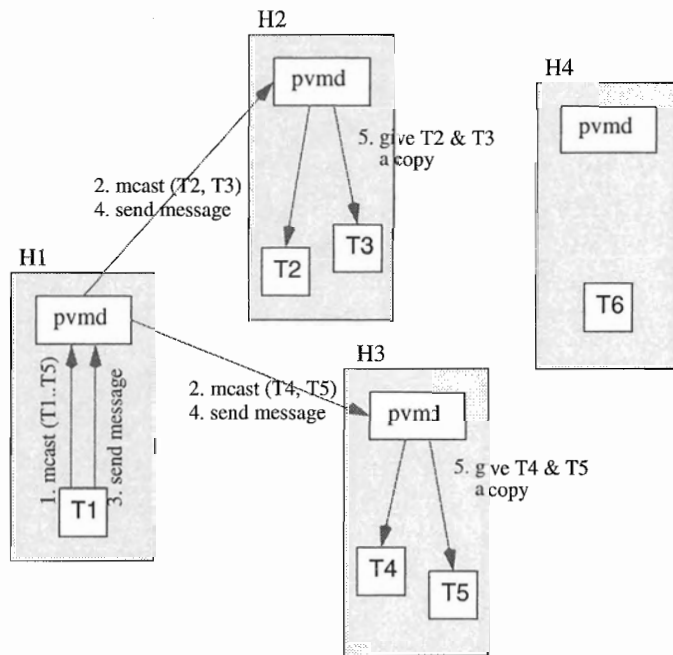 H2
pvmd
5. give T2 & T3
a copy
2. mcast (T2, T3)
4. send message
T2
T3
H4
pvmd
T6
H1
pvmd
1. mcast (T1..T5)
3. send message
T1
H3
2. mcast (T4, T5)
4. send message
pvmd
5. give T4 & T5
a copy
T4
T5